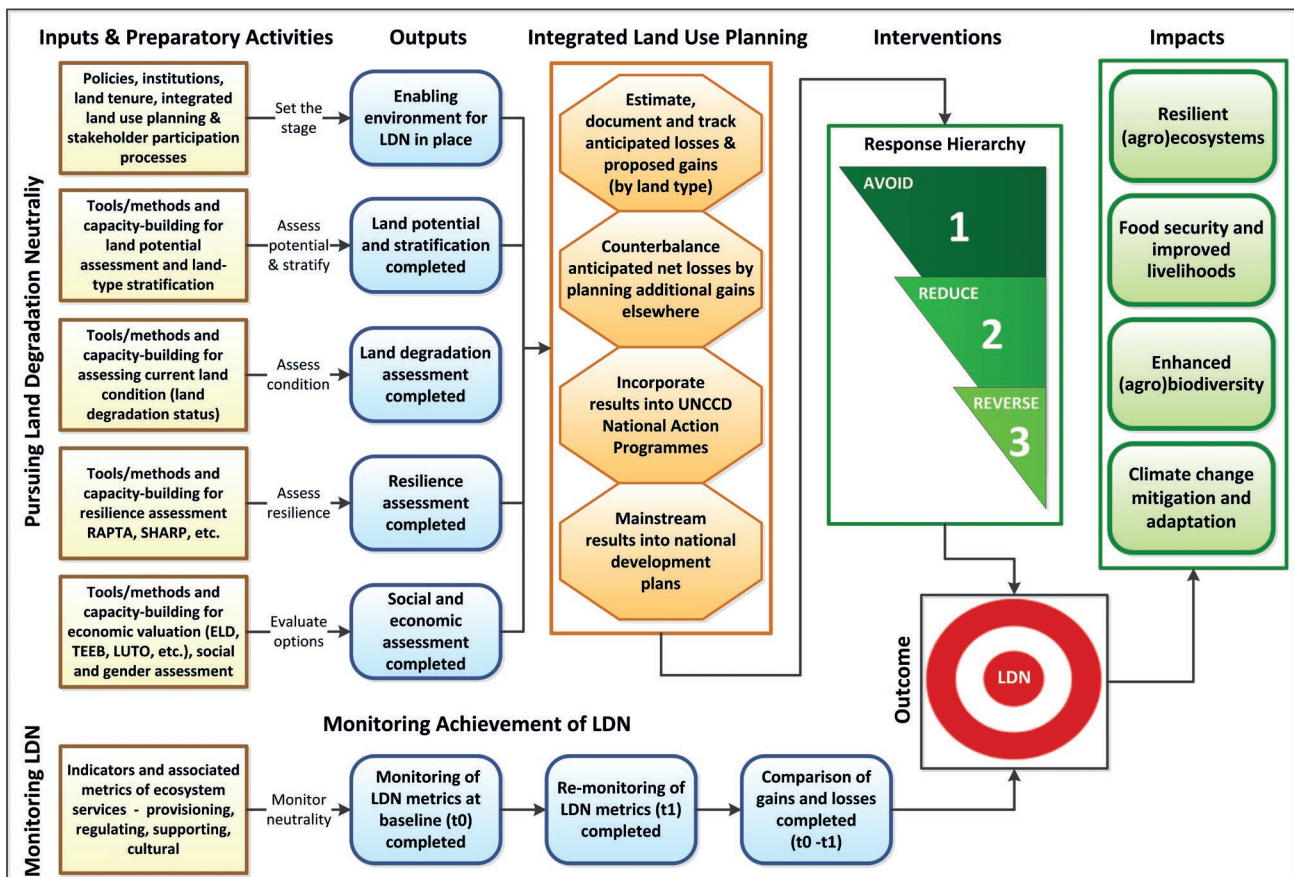 Inputs & Preparatory Activities
Outputs
Integrated Land Use Planning
Interventions
Impacts
Pursuing Land Degradation Neutraliy
Policies, institutions,
land tenure, integrated
land use planning &
stakeholder participation
processes
Set the
stage
Enabling
environment for
LDN in place
Tools/methods and
capacity-building for
land potential
assessment and land-
type stratification
Assess
potential
& stratify
Land potential
and stratification
completed
Tools/methods and
capacity-building for
assessing current land
condition (land
degradation status)
Assess
condition
Land degradation
assessment
completed
Tools/methods and
capacity-building for
resilience assessment
RAPTA, SHARP, etc.
Assess
resilience
Resilience
assessment
completed
Tools/methods and
capacity-building for
economic valuation (ELD,
TEEB, LUTO, etc.), social
and gender assessment
Evaluate
options
Social and
economic
assessment
completed
Estimate,
document and track
anticipated losses &
proposed gains
(by land type)
Counterbalance
anticipated net losses by
planning additional gains
elsewhere
Incorporate
results into UNCCD
National Action
Programmes
Mainstream
results into national
development
plans
Response Hierarchy
AVOID
1
REDUCE
2
REVERSE
3
Resilient
(agro)ecosystems
Food security and
improved
livelihoods
Enhanced
(agro)biodiversity
Climate change
mitigation and
adaptation
Outcome
LDN
Monitoring Achievement of LDN
Monitoring LDN
Indicators and associated
metrics of ecosystem
services - provisioning,
regulating, supporting,
cultural
Monitor
neutrality
Monitoring of
LDN metrics at
baseline (t0)
completed
Re-monitoring of
LDN metrics (t1)
completed
Comparison of
gains and losses
completed
(t0 -t1)